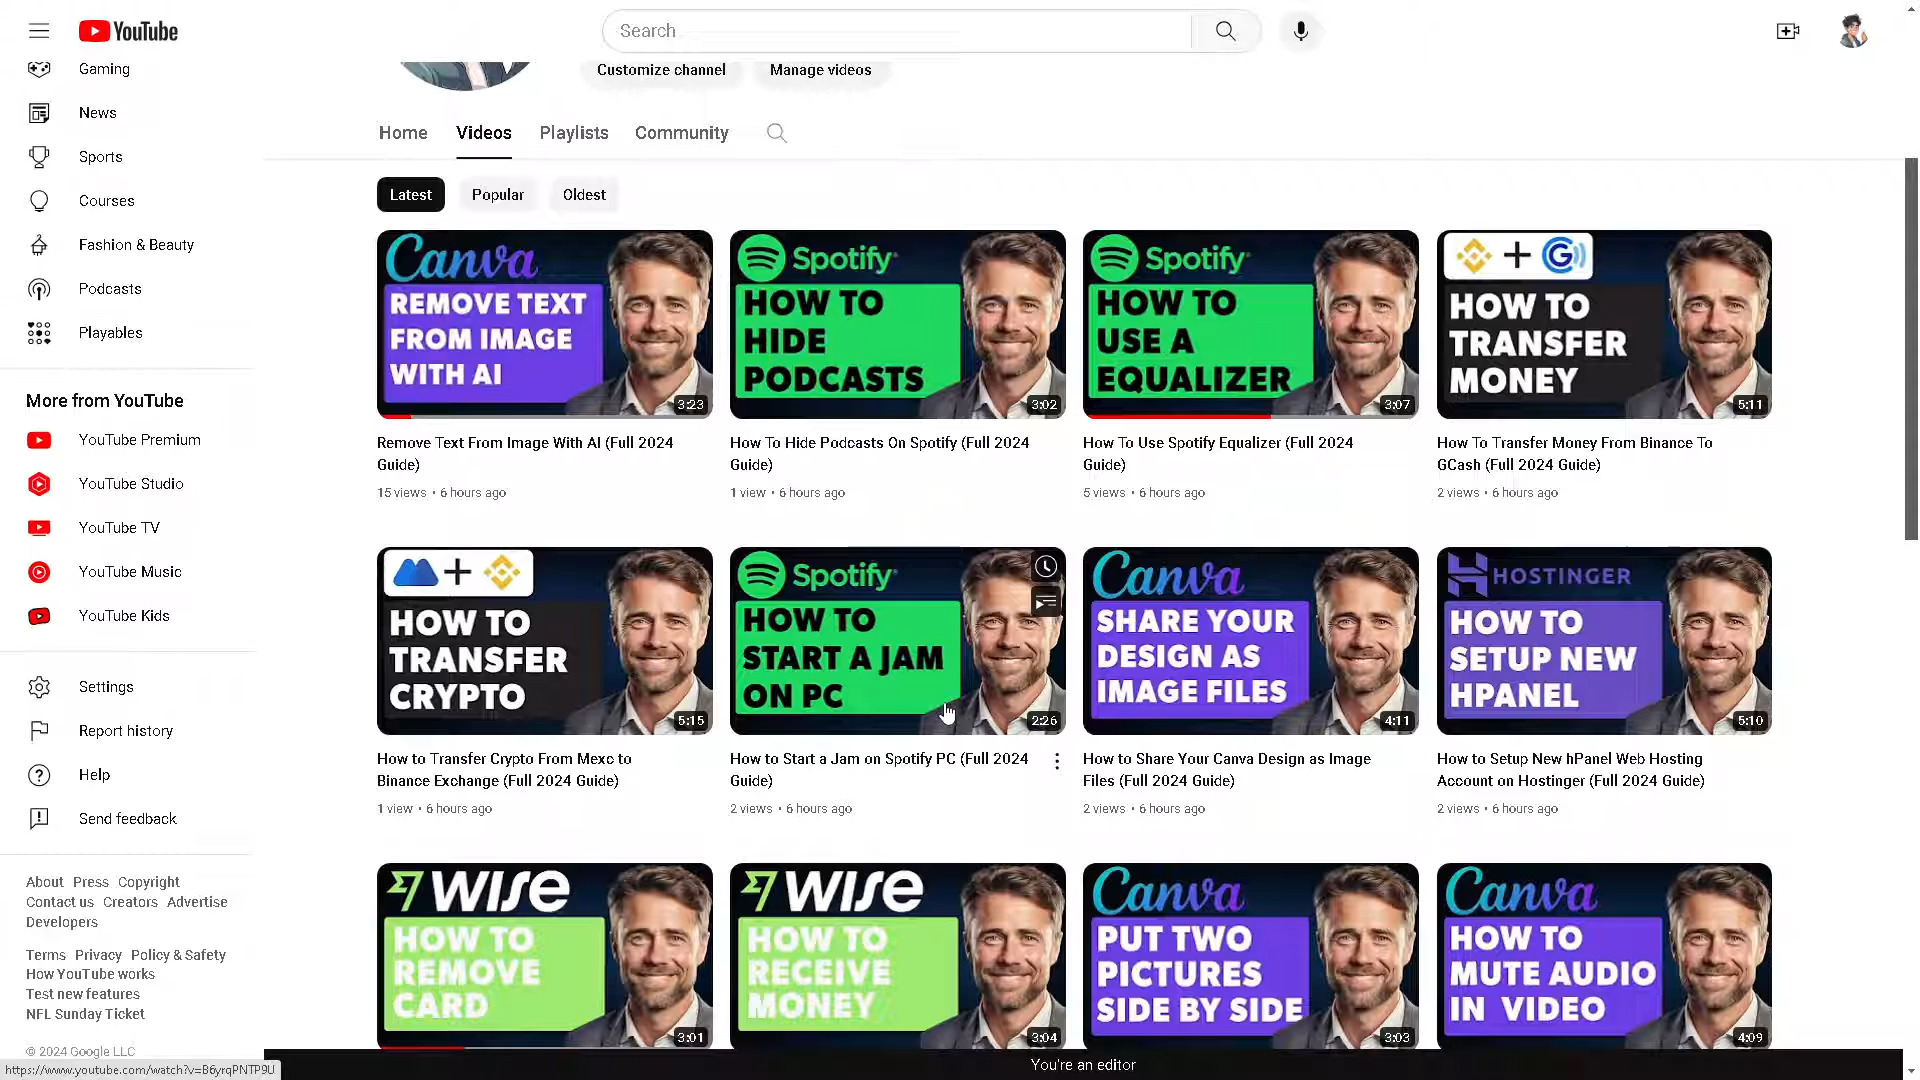 YouTube
Search
Gaming
News
Sports
Courses
Fashion & Beauty
Podcasts
Playables
More from YouTube
YouTube Premium
YouTube Studio
YouTube TV
YouTube Music
YouTube Kids
Settings
Report history
Help
Send feedback
About Press Copyright
Contact us Creators Advertise
Developers
Terms Privacy Policy & Safety
How YouTube works
Test new features
NFL Sunday Ticket
© 2024 Google LLC
https://www.youtube.com/watch?v=B6yrqPNTP9U
Customize channel
Manage videos
Home Videos Playlists Community
Latest Popular Oldest
Canva
REMOVE TEXT
FROM IMAGE
WITH AI
3:23
Remove Text From Image With AI (Full 2024
Guide)
15 views • 6 hours ago
Spotify
HOW TO
HIDE
PODCASTS
3:02
How To Hide Podcasts On Spotify (Full 2024
Guide)
1 view • 6 hours ago
Spotify
HOW TO
USE A
EQUALIZER
3:07
How To Use Spotify Equalizer (Full 2024
Guide)
5 views • 6 hours ago
HOW TO
TRANSFER
MONEY
5:11
How To Transfer Money From Binance To
GCash (Full 2024 Guide)
2 views • 6 hours ago
HOW TO
TRANSFER
CRYPTO
5:15
How to Transfer Crypto From Mexc to
Binance Exchange (Full 2024 Guide)
1 view • 6 hours ago
Spotify
HOW TO
START A JAM
ON PC
2:26
How to Start a Jam on Spotify PC (Full 2024
Guide)
2 views • 6 hours ago
Canva
SHARE YOUR
DESIGN AS
IMAGE FILES
4:11
How to Share Your Canva Design as Image
Files (Full 2024 Guide)
2 views • 6 hours ago
HOSTINGER
HOW TO
SETUP NEW
HPANEL
5:10
How to Setup New hPanel Web Hosting
Account on Hostinger (Full 2024 Guide)
2 views • 6 hours ago
WISE
HOW TO
REMOVE
CARD
3:01
WISE
HOW TO
RECEIVE
MONEY
3:04
Canva
PUT TWO
PICTURES
SIDE BY SIDE
3:03
Canva
HOW TO
MUTE AUDIO
IN VIDEO
4:09
You're an editor